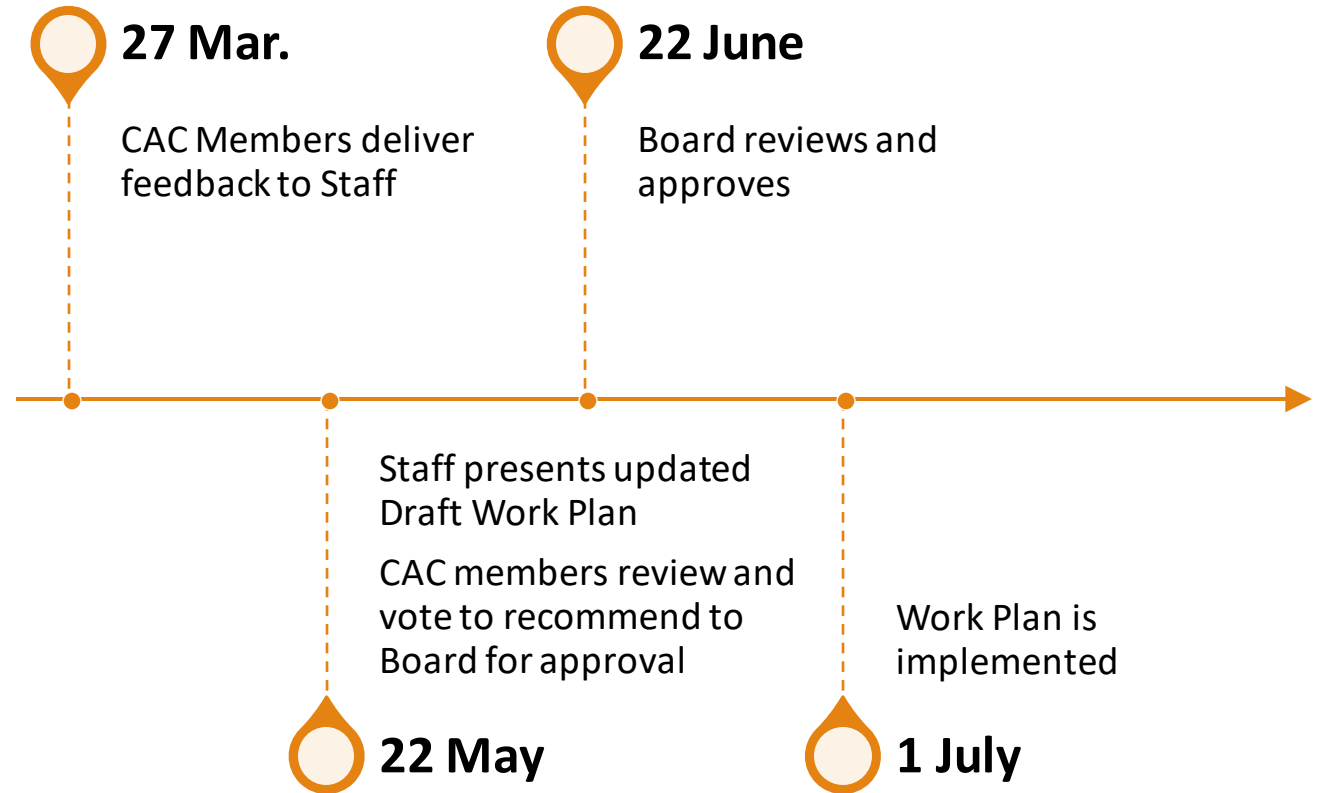 27 Mar.
CAC Members deliver
feedback to Staff
22 June
Board reviews and
approves
Staff presents updated
Draft Work Plan
CAC members review and
vote to recommend to
Board for approval
22 May
Work Plan is
implemented
1 July